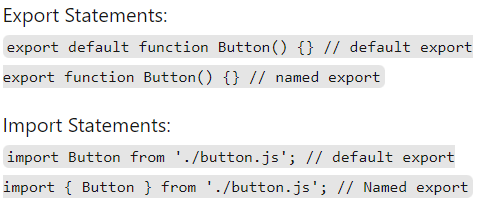 Export Statements:
export default function Button() {} // default export
export function Button() {} // named export
Import Statements:
import Button from './button.js'; // default export
import { Button } from './button.js'; // Named export